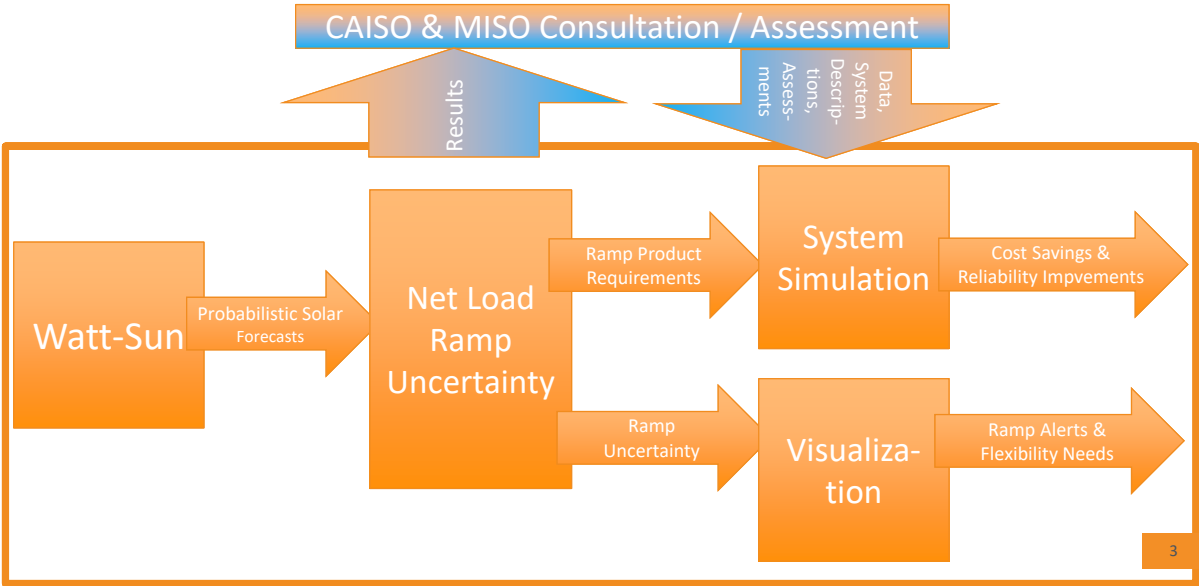 CAISO & MISO Consultation / Assessment
Results
Data,
System
Descrip-
tions,
Assess-
ments
Watt-Sun
Probabilistic Solar
Forecasts
Net Load
Ramp
Uncertainty
Ramp Product
Requirements
System
Simulation
Cost Savings &
Reliability Impvements
Ramp
Uncertainty
Visualiza-
tion
Ramp Alerts &
Flexibility Needs
3